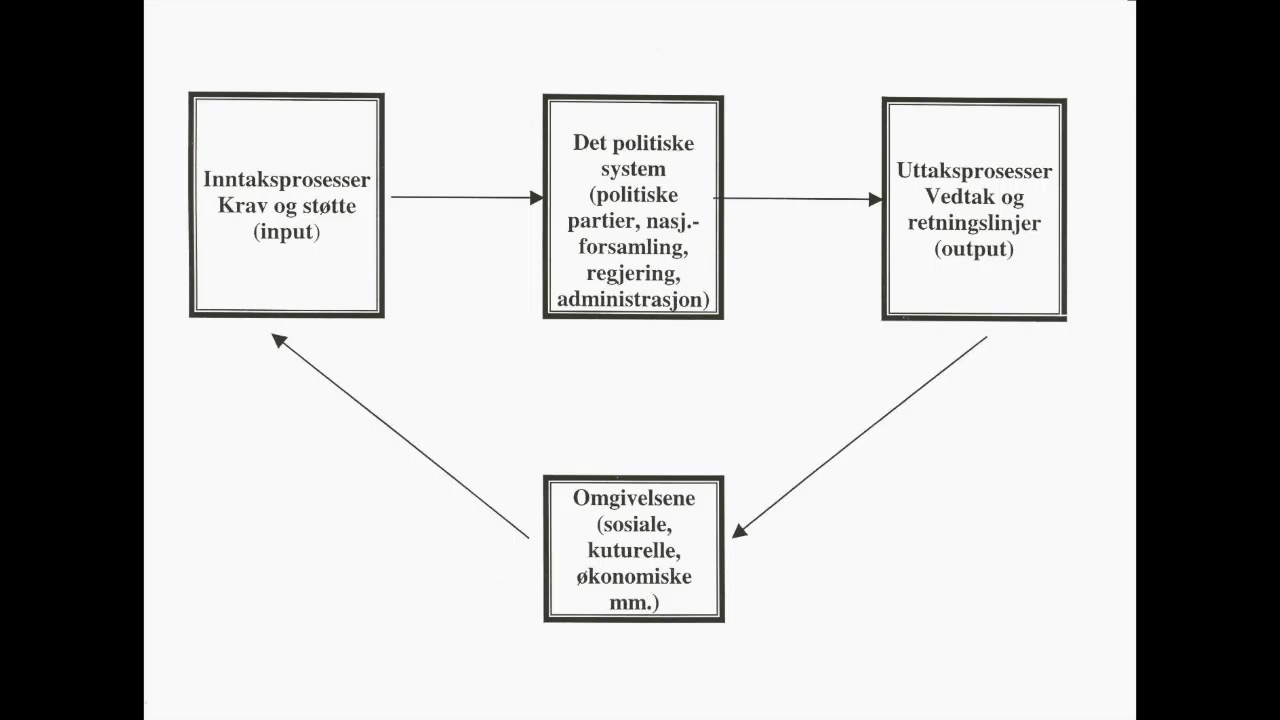 Inntaksprosesser
Krav og støtte
(input)
Det politiske
system
(politiske
partier, nasj.-
forsamling,
regjering,
administrasjon)
Uttaksprosesser
Vedtak og
retningslinjer
(output)
Omgivelsene
(sosiale,
kuturelle,
økonomiske
mm.)